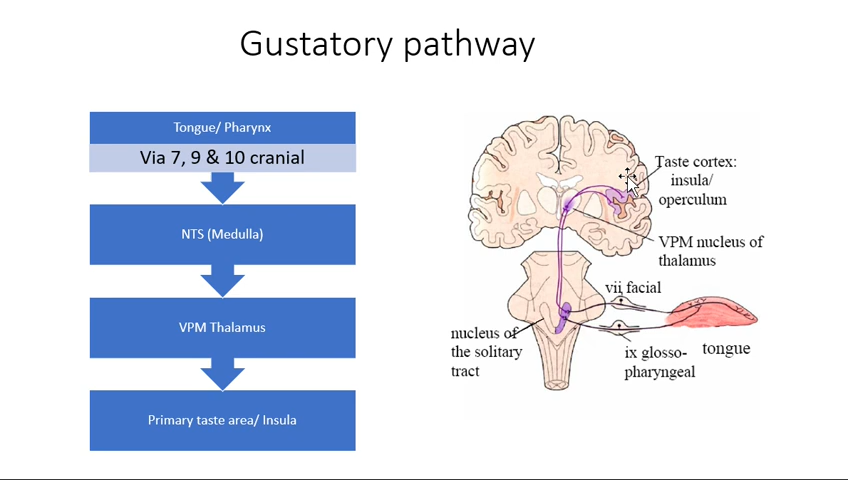 Gustatory pathway
Tongue/ Pharynx
Via 7, 9 & 10 cranial
NTS (Medulla)
VPM Thalamus
Primary taste area/ Insula
Taste cortex:
insula/
operculum
VPM nucleus of
thalamus
vii facial
nucleus of
the solitary
tract
ix glosso-
pharyngeal
tongue